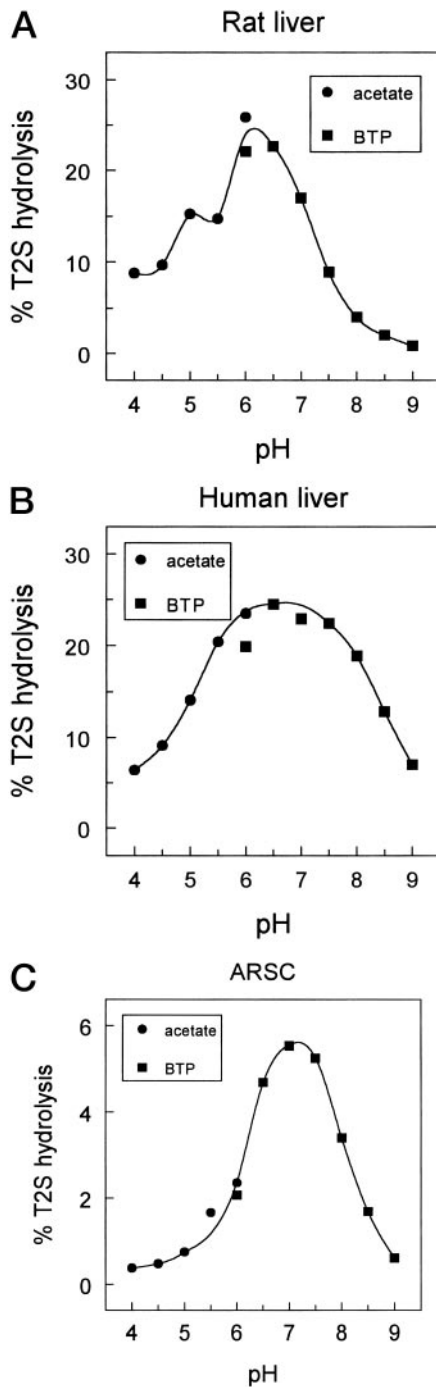 A
Rat liver
30
20
10
0
% T2S hydrolysis
acetate
BTP
4 5 6 7 8 9
pH
B
Human liver
30
20
10
0
% T2S hydrolysis
acetate
BTP
4 5 6 7 8 9
pH
C
ARSC
6
4
2
0
% T2S hydrolysis
acetate
BTP
4 5 6 7 8 9
pH